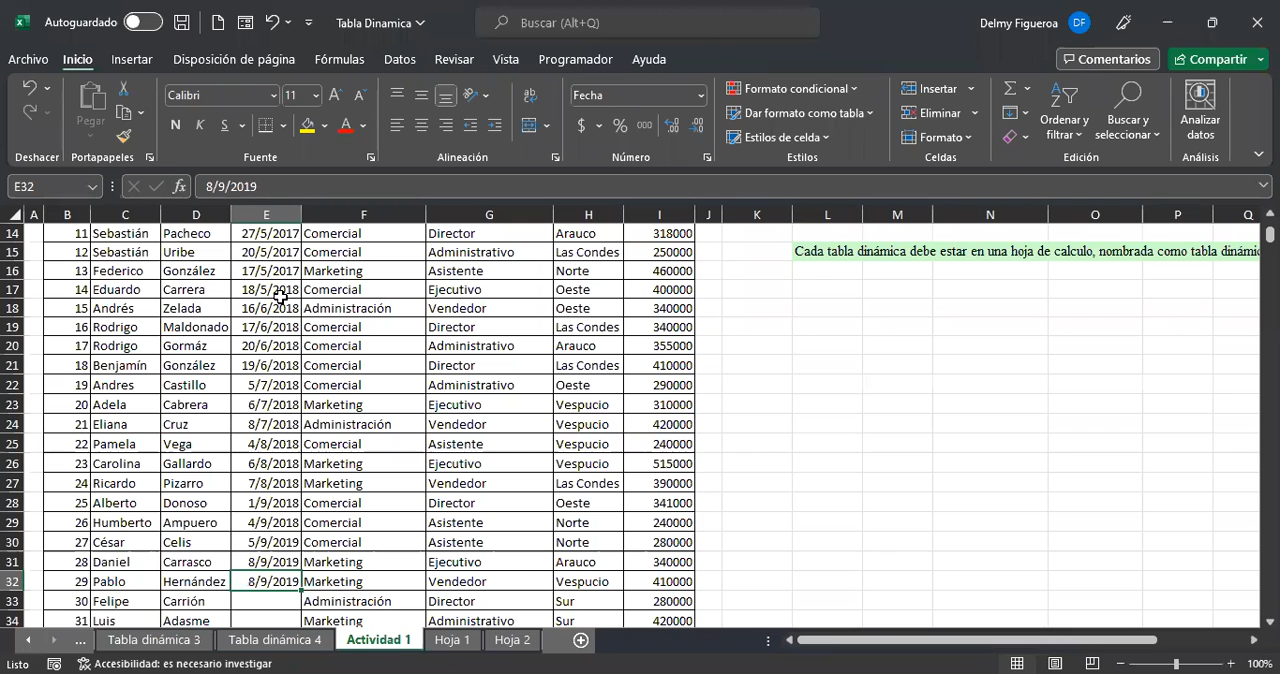 Autoguardado
Tabla Dinamica
Buscar (Alt+Q)
Delmy Figueroa DF
Archivo Inicio Insertar Disposición de página Fórmulas Datos Revisar Vista Programador Ayuda
Comentarios Compartir
Pegar
Calibri 11
N K S
Fecha
$ % 000
Formato condicional
Dar formato como tabla
Estilos de celda
Insertar
Eliminar
Formato
Ordenar y filtrar
Buscar y seleccionar
Analizar datos
Deshacer Portapapeles Fuente Alineación Número Estilos Celdas Edición Análisis
E32 fx 8/9/2019
A B C D E F G H I J K L M N O P Q
14 11 Sebastián Pacheco 27/5/2017 Comercial Director Arauco 318000
15 12 Sebastián Uribe 20/5/2017 Comercial Administrativo Las Condes 250000 Cada tabla dinámica debe estar en una hoja de calculo, nombrada como tabla dinámic
16 13 Federico González 17/5/2017 Marketing Asistente Norte 460000
17 14 Eduardo Carrera 18/5/2018 Comercial Ejecutivo Oeste 400000
18 15 Andrés Zelada 16/6/2018 Administración Vendedor Oeste 340000
19 16 Rodrigo Maldonado 17/6/2018 Comercial Director Las Condes 340000
20 17 Rodrigo Gormáz 20/6/2018 Comercial Administrativo Arauco 355000
21 18 Benjamín González 19/6/2018 Comercial Director Las Condes 410000
22 19 Andres Castillo 5/7/2018 Comercial Administrativo Oeste 290000
23 20 Adela Cabrera 6/7/2018 Marketing Ejecutivo Vespucio 310000
24 21 Eliana Cruz 8/7/2018 Administración Vendedor Vespucio 420000
25 22 Pamela Vega 4/8/2018 Comercial Asistente Vespucio 240000
26 23 Carolina Gallardo 6/8/2018 Marketing Ejecutivo Vespucio 515000
27 24 Ricardo Pizarro 7/8/2018 Marketing Vendedor Las Condes 390000
28 25 Alberto Donoso 1/9/2018 Comercial Director Oeste 341000
29 26 Humberto Ampuero 4/9/2018 Comercial Asistente Norte 240000
30 27 César Celis 5/9/2019 Comercial Asistente Norte 280000
31 28 Daniel Carrasco 8/9/2019 Marketing Ejecutivo Arauco 340000
32 29 Pablo Hernández 8/9/2019 Marketing Vendedor Vespucio 410000
33 30 Felipe Carrión Administración Director Sur 280000
34 31 Luis Adasme Marketing Administrativo Sur 420000
... Tabla dinámica 3 Tabla dinámica 4 Actividad 1 Hoja 1 Hoja 2
Listo Accesibilidad: es necesario investigar 100%